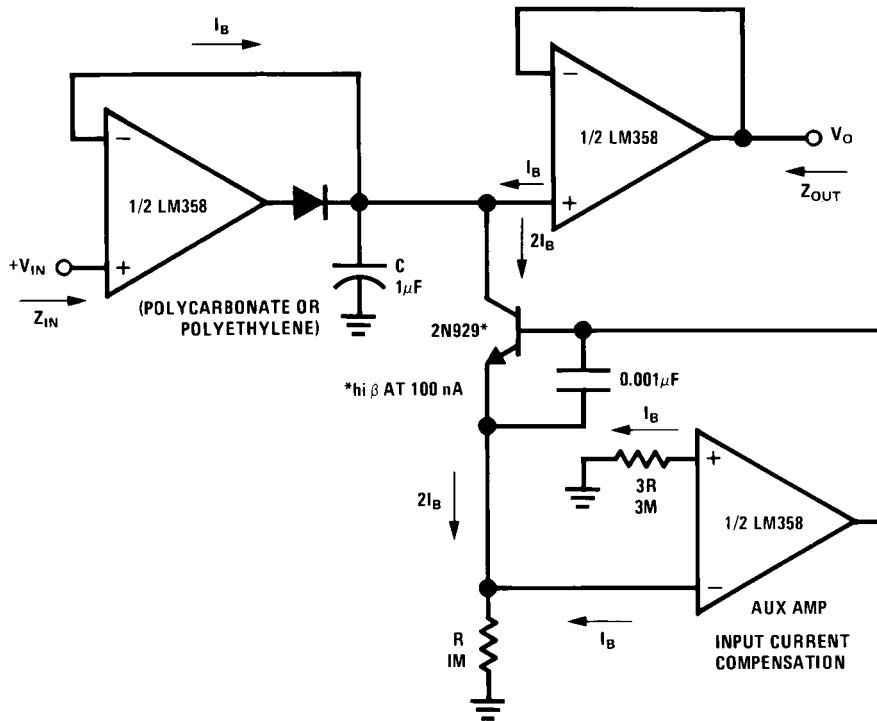 I_B
−
1/2 LM358
+V_IN
+
Z_IN
C
1μF
(POLYCARBONATE OR
POLYETHYLENE)
−
1/2 LM358
+
I_B
V_O
Z_OUT
2I_B
2N929*
*hi β AT 100 nA
0.001μF
I_B
+
3R
3M
1/2 LM358
−
2I_B
R
1M
I_B
AUX AMP
INPUT CURRENT
COMPENSATION